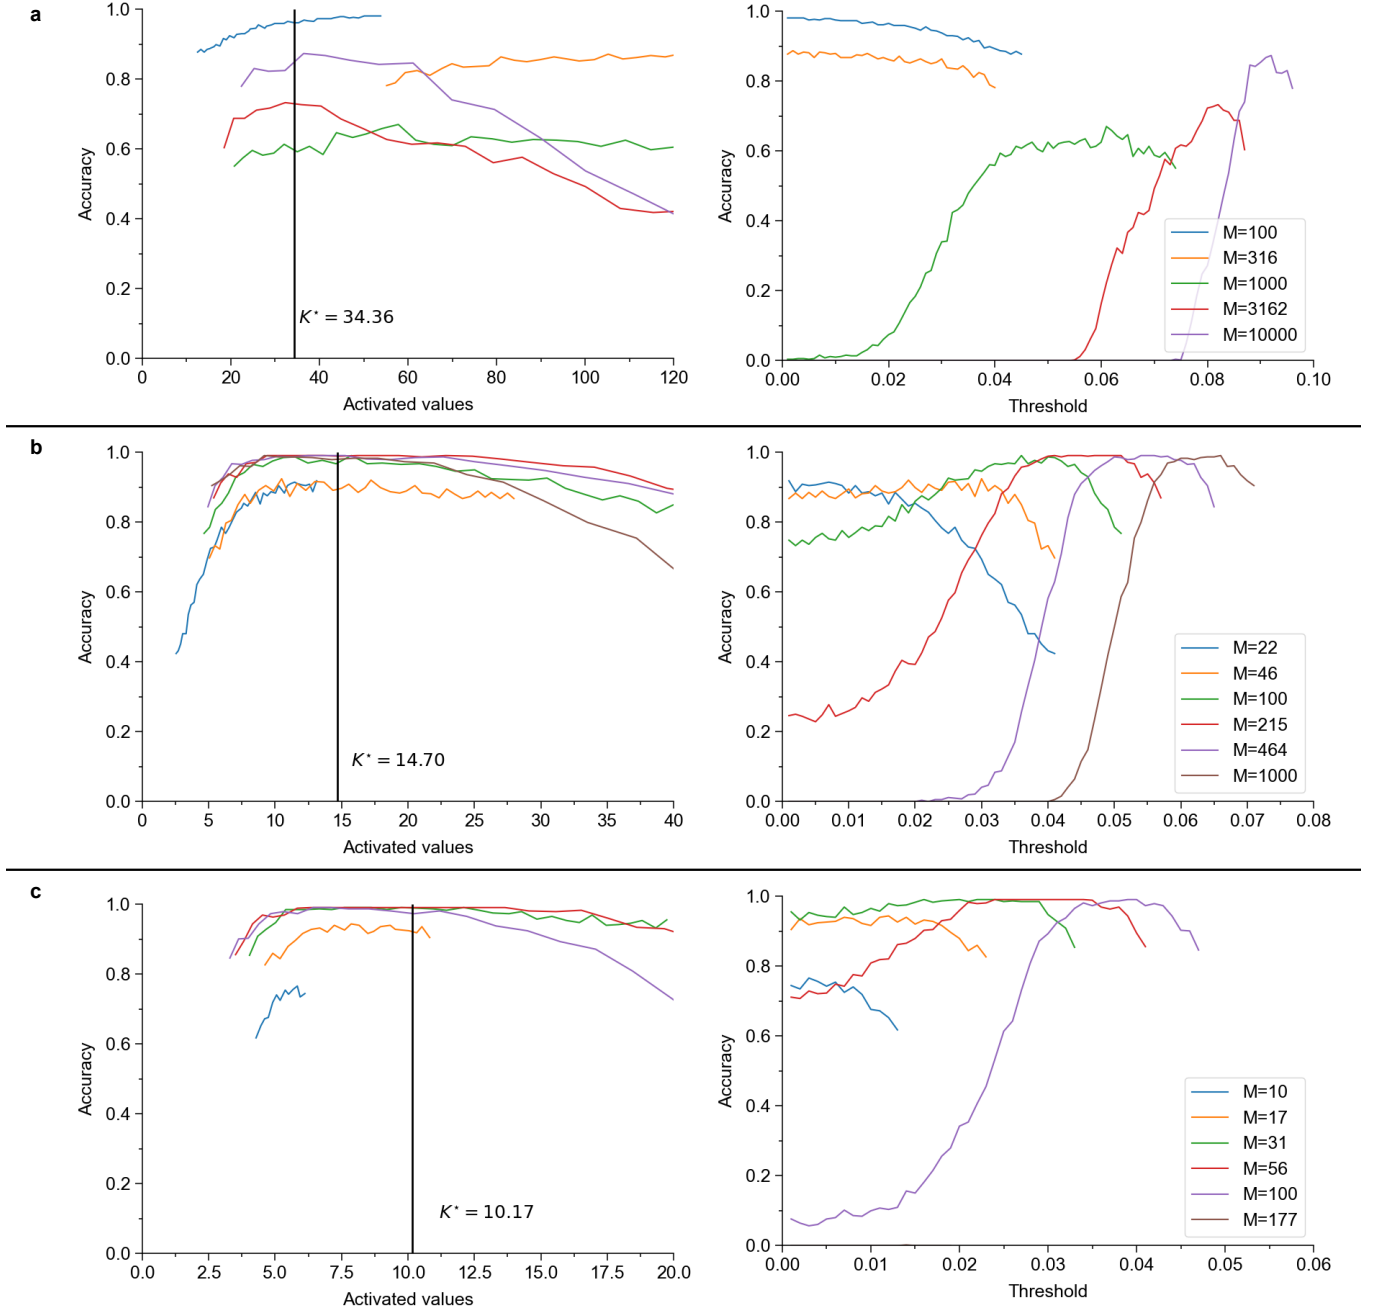 a
1.0
0.8
0.6
0.4
0.2
0.0
Accuracy
K* = 34.36
0 20 40 60 80 100 120
Activated values
1.0
0.8
0.6
0.4
0.2
0.0
Accuracy
M=100
M=316
M=1000
M=3162
M=10000
0.00 0.02 0.04 0.06 0.08 0.10
Threshold
b
1.0
0.8
0.6
0.4
0.2
0.0
Accuracy
K* = 14.70
0 5 10 15 20 25 30 35 40
Activated values
1.0
0.8
0.6
0.4
0.2
0.0
Accuracy
M=22
M=46
M=100
M=215
M=464
M=1000
0.00 0.01 0.02 0.03 0.04 0.05 0.06 0.07 0.08
Threshold
c
1.0
0.8
0.6
0.4
0.2
0.0
Accuracy
K* = 10.17
0.0 2.5 5.0 7.5 10.0 12.5 15.0 17.5 20.0
Activated values
1.0
0.8
0.6
0.4
0.2
0.0
Accuracy
M=10
M=17
M=31
M=56
M=100
M=177
0.00 0.01 0.02 0.03 0.04 0.05 0.06
Threshold